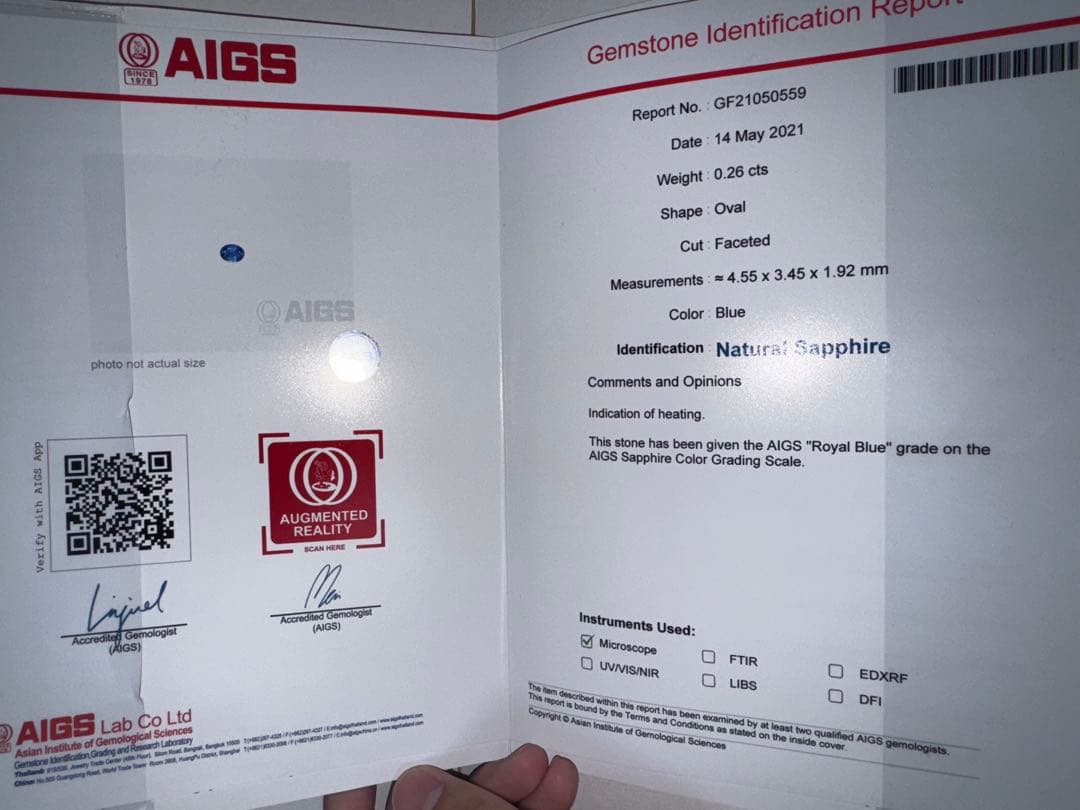 SINCE
1978
AIGS
AIGS
photo not actual size
Verify with AIGS App
AUGMENTED
REALITY
SCAN HERE
Accredited Gemologist
(AIGS)
Accredited Gemologist
(AIGS)
AIGS Lab Co Ltd
Asian Institute of Gemological Sciences
Gemstone Identification, Grading and Research Laboratory
Gemstone Identification Report
Report No. : GF21050559
Date : 14 May 2021
Weight : 0.26 cts
Shape : Oval
Cut : Faceted
Measurements : ≈ 4.55 x 3.45 x 1.92 mm
Color : Blue
Identification : Natural Sapphire
Comments and Opinions
Indication of heating.
This stone has been given the AIGS "Royal Blue" grade on the
AIGS Sapphire Color Grading Scale.
Instruments Used:
Microscope FTIR EDXRF
UV/VIS/NIR LIBS DFI
The item described within this report has been examined by at least two qualified AIGS gemologists.
This report is bound by the Terms and Conditions as stated on the inside cover.
Copyright © Asian Institute of Gemological Sciences